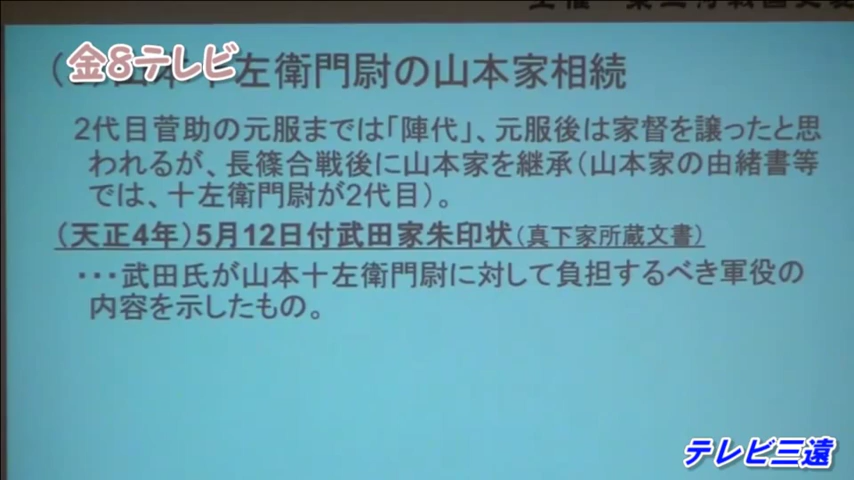 金8テレビ
山本十左衛門尉の山本家相続
2代目菅助の元服までは「陣代」、元服後は家督を譲ったと思
われるが、長篠合戦後に山本家を継承(山本家の由緒書等
では、十左衛門尉が2代目)。
(天正4年)5月12日付武田家朱印状(真下家所蔵文書)
・・・武田氏が山本十左衛門尉に対して負担するべき軍役の
内容を示したもの。
テレビ三遠